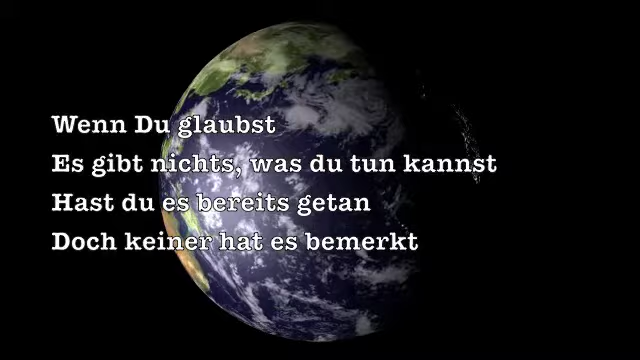 Wenn Du glaubst
Es gibt nichts, was du tun kannst
Hast du es bereits getan
Doch keiner hat es bemerkt